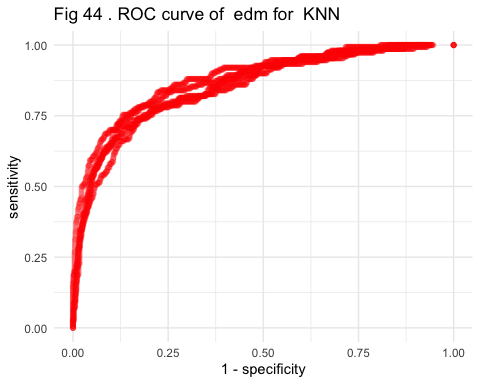 Fig 44 . ROC curve of  edm for  KNN
sensitivity
1.00
0.75
0.50
0.25
0.00
0.00 0.25 0.50 0.75 1.00
1 - specificity